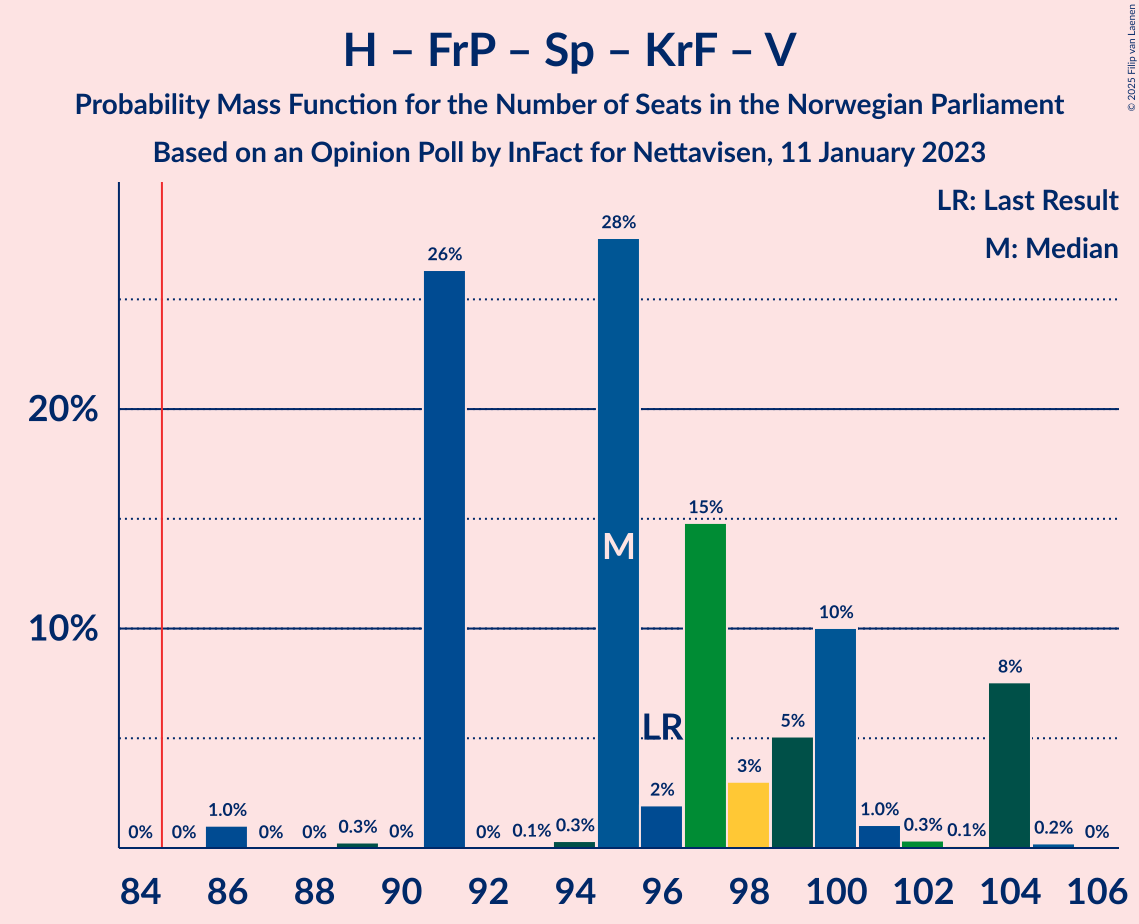 H – FrP – Sp – KrF – V
Probability Mass Function for the Number of Seats in the Norwegian Parliament
Based on an Opinion Poll by InFact for Nettavisen, 11 January 2023
© 2025 Filip van Laenen
LR: Last Result
M: Median
20%
10%
0%
0%
1.0%
0%
0%
0.3%
0%
26%
0%
0.1%
0.3%
28%
2%
15%
3%
5%
10%
1.0%
0.3%
0.1%
8%
0.2%
0%
M
LR
84 86 88 90 92 94 96 98 100 102 104 106